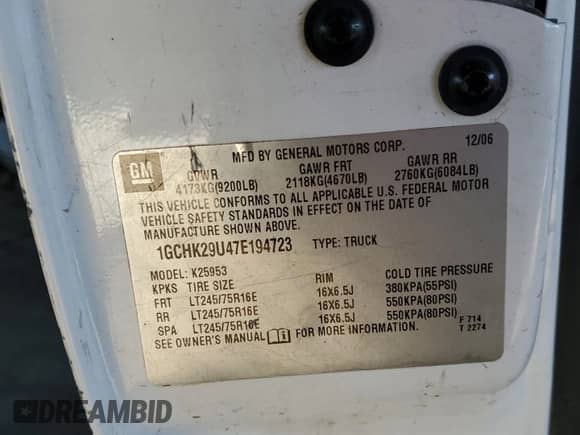 GM
MFD BY GENERAL MOTORS CORP. 12/06
GVWR GAWR FRT GAWR RR
4173KG(9200LB) 2118KG(4670LB) 2760KG(6084LB)
THIS VEHICLE CONFORMS TO ALL APPLICABLE U.S. FEDERAL MOTOR
VEHICLE SAFETY STANDARDS IN EFFECT ON THE DATE OF
MANUFACTURE SHOWN ABOVE.
1GCHK29U47E194723 TYPE: TRUCK
MODEL: K25953
KPKS TIRE SIZE RIM COLD TIRE PRESSURE
FRT LT245/75R16E 16X6.5J 380KPA(55PSI)
RR LT245/75R16E 16X6.5J 550KPA(80PSI)
SPA LT245/75R16E 16X6.5J 550KPA(80PSI)
SEE OWNER'S MANUAL FOR MORE INFORMATION.
F 714
T 2274
DREAMBID